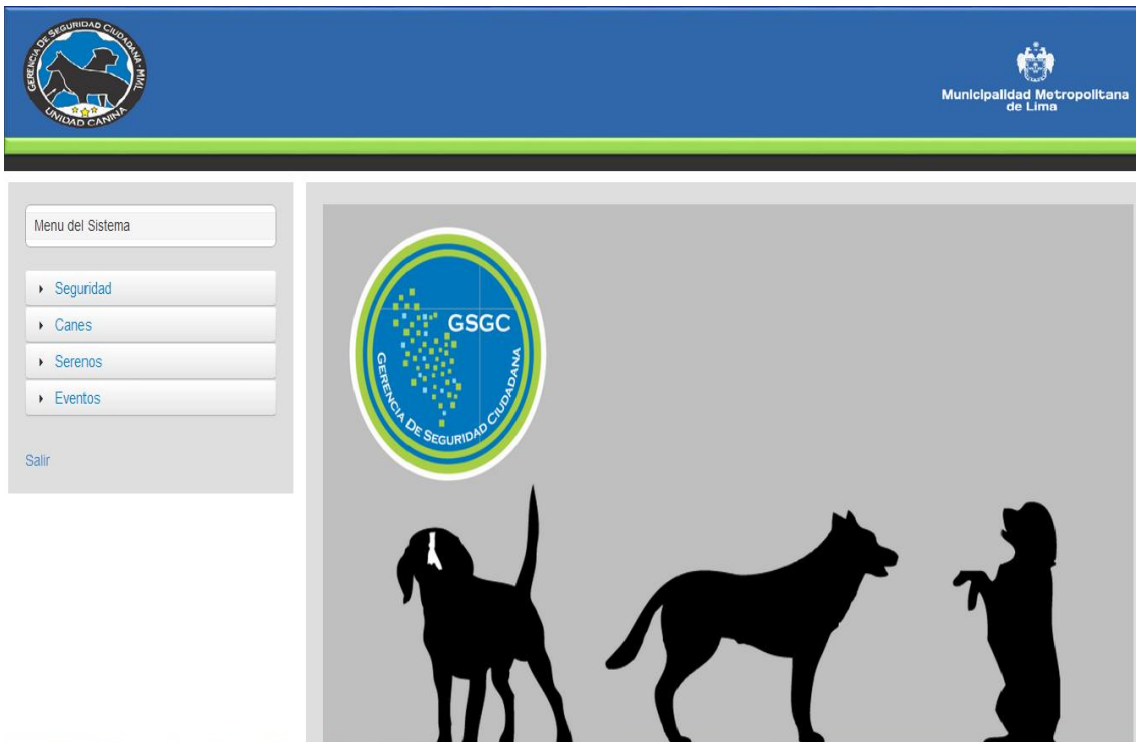 GERENCIA DE SEGURIDAD CIUDADANA - MML
UNIDAD CANINA
Municipalidad Metropolitana
de Lima
Menu del Sistema
Seguridad
Canes
Serenos
Eventos
Salir
GSGC
GERENCIA DE SEGURIDAD CIUDADANA